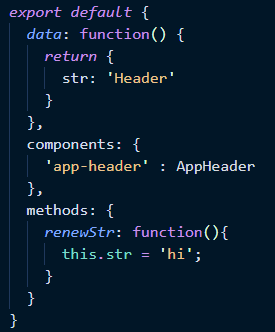 export default {
  data: function() {
    return {
      str: 'Header'
    }
  },
  components: {
    'app-header' : AppHeader
  },
  methods: {
    renewStr: function(){
      this.str = 'hi';
    }
  }
}